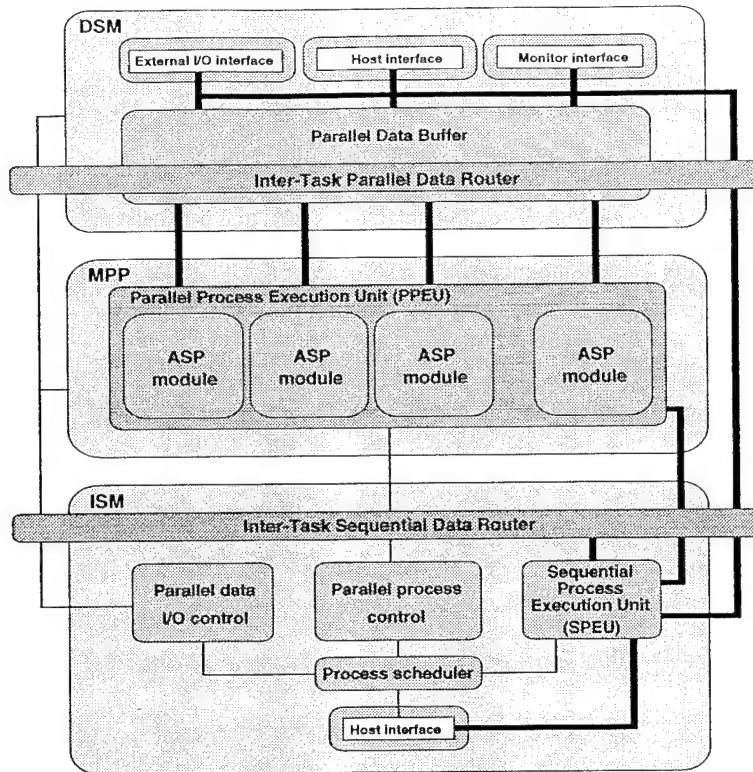 DSM
External I/O interface
Host interface
Monitor interface
Parallel Data Buffer
Inter-Task Parallel Data Router
MPP
Parallel Process Execution Unit (PPEU)
ASP
module
ASP
module
ASP
module
ASP
module
ISM
Inter-Task Sequential Data Router
Parallel data
I/O control
Parallel process
control
Sequential
Process
Execution Unit
(SPEU)
Process scheduler
Host interface